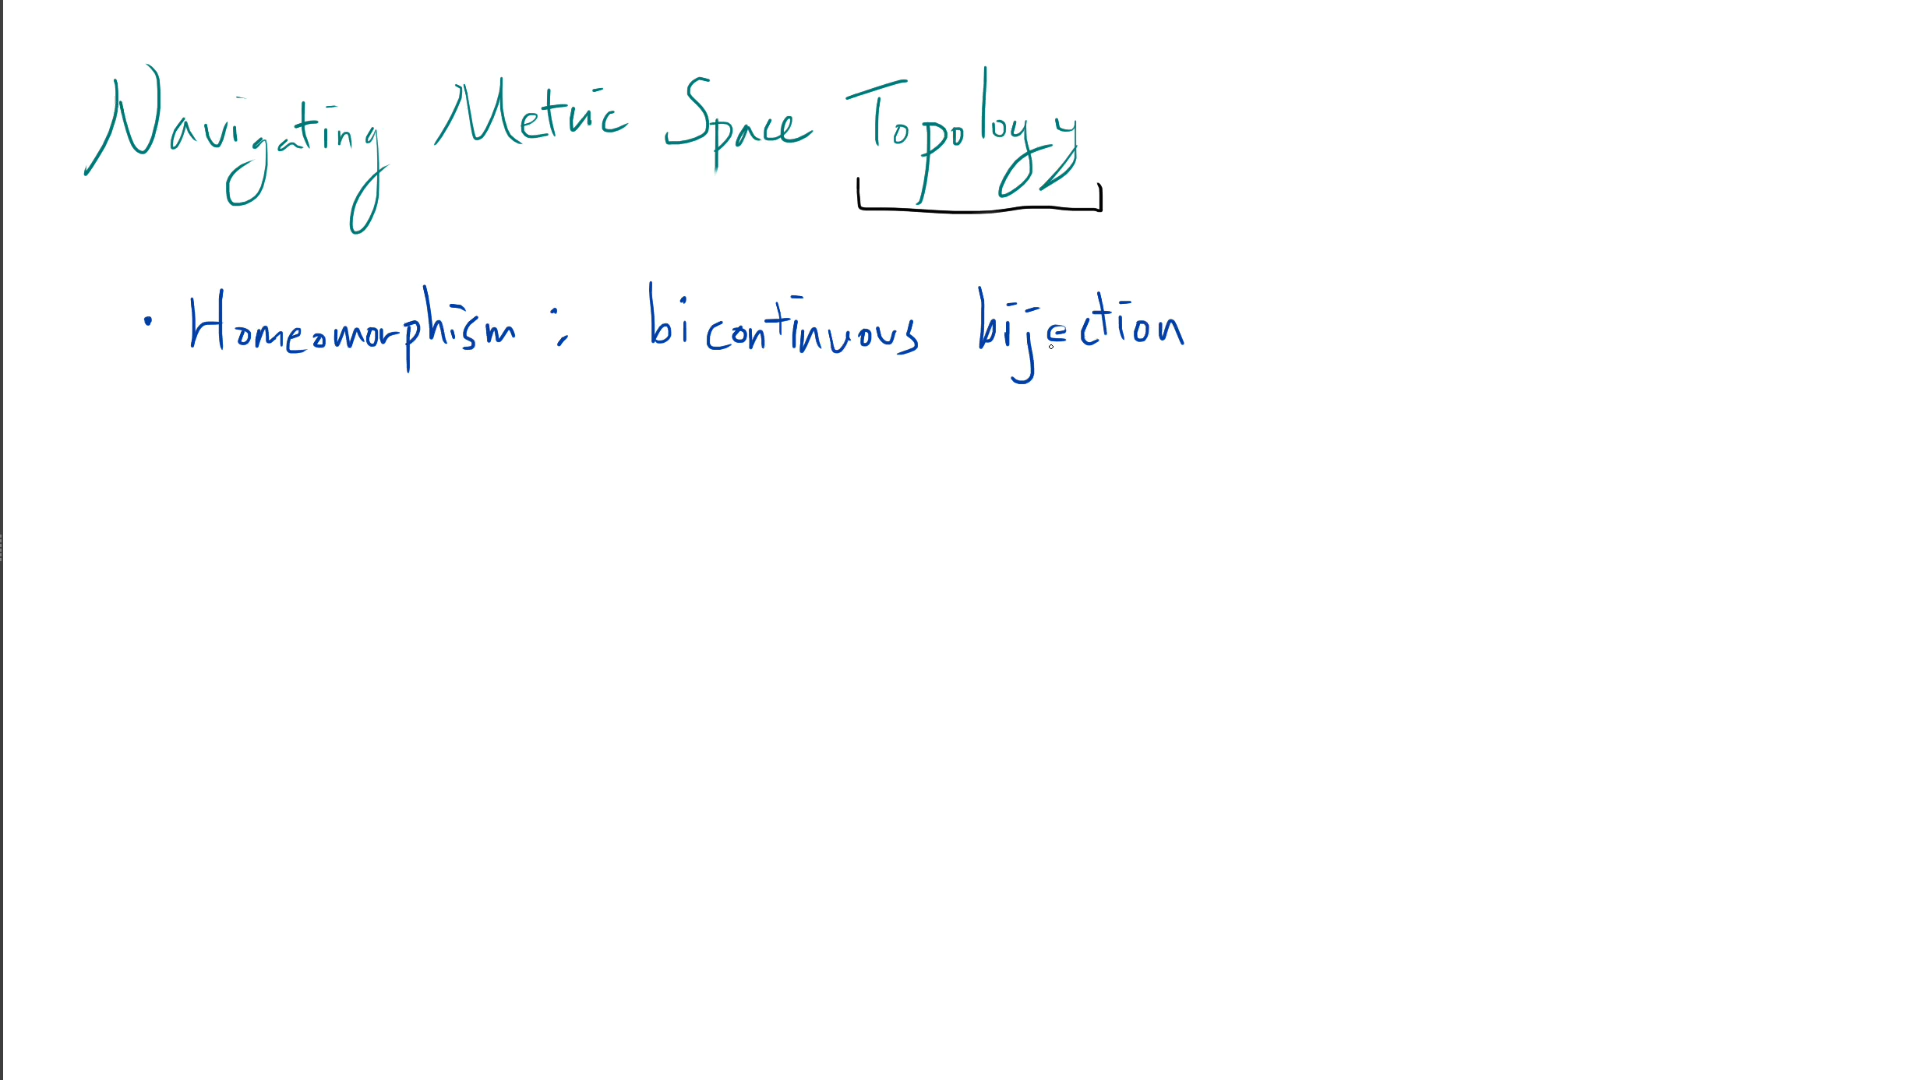 Navigating Metric Space Topology
• Homeomorphism : bicontinuous bijection